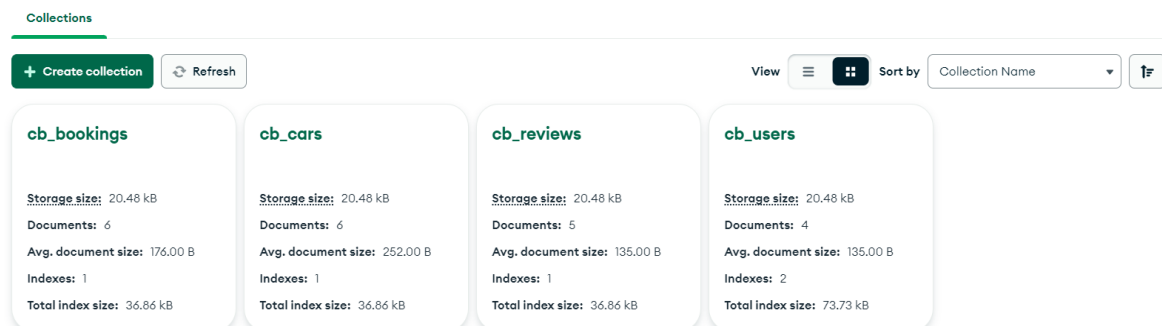 Collections
Create collection
Refresh
View
Sort by
Collection Name
cb_bookings
Storage size: 20.48 kB
Documents: 6
Avg. document size: 176.00 B
Indexes: 1
Total index size: 36.86 kB
cb_cars
Storage size: 20.48 kB
Documents: 6
Avg. document size: 252.00 B
Indexes: 1
Total index size: 36.86 kB
cb_reviews
Storage size: 20.48 kB
Documents: 5
Avg. document size: 135.00 B
Indexes: 1
Total index size: 36.86 kB
cb_users
Storage size: 20.48 kB
Documents: 4
Avg. document size: 135.00 B
Indexes: 2
Total index size: 73.73 kB